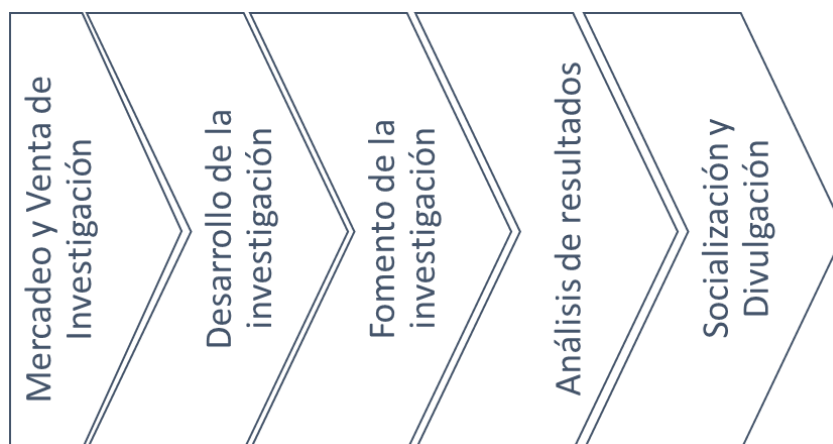 Mercadeo y Venta de
Investigación
Desarrollo de la
investigación
Fomento de la
investigación
Análisis de resultados
Socialización y
Divulgación